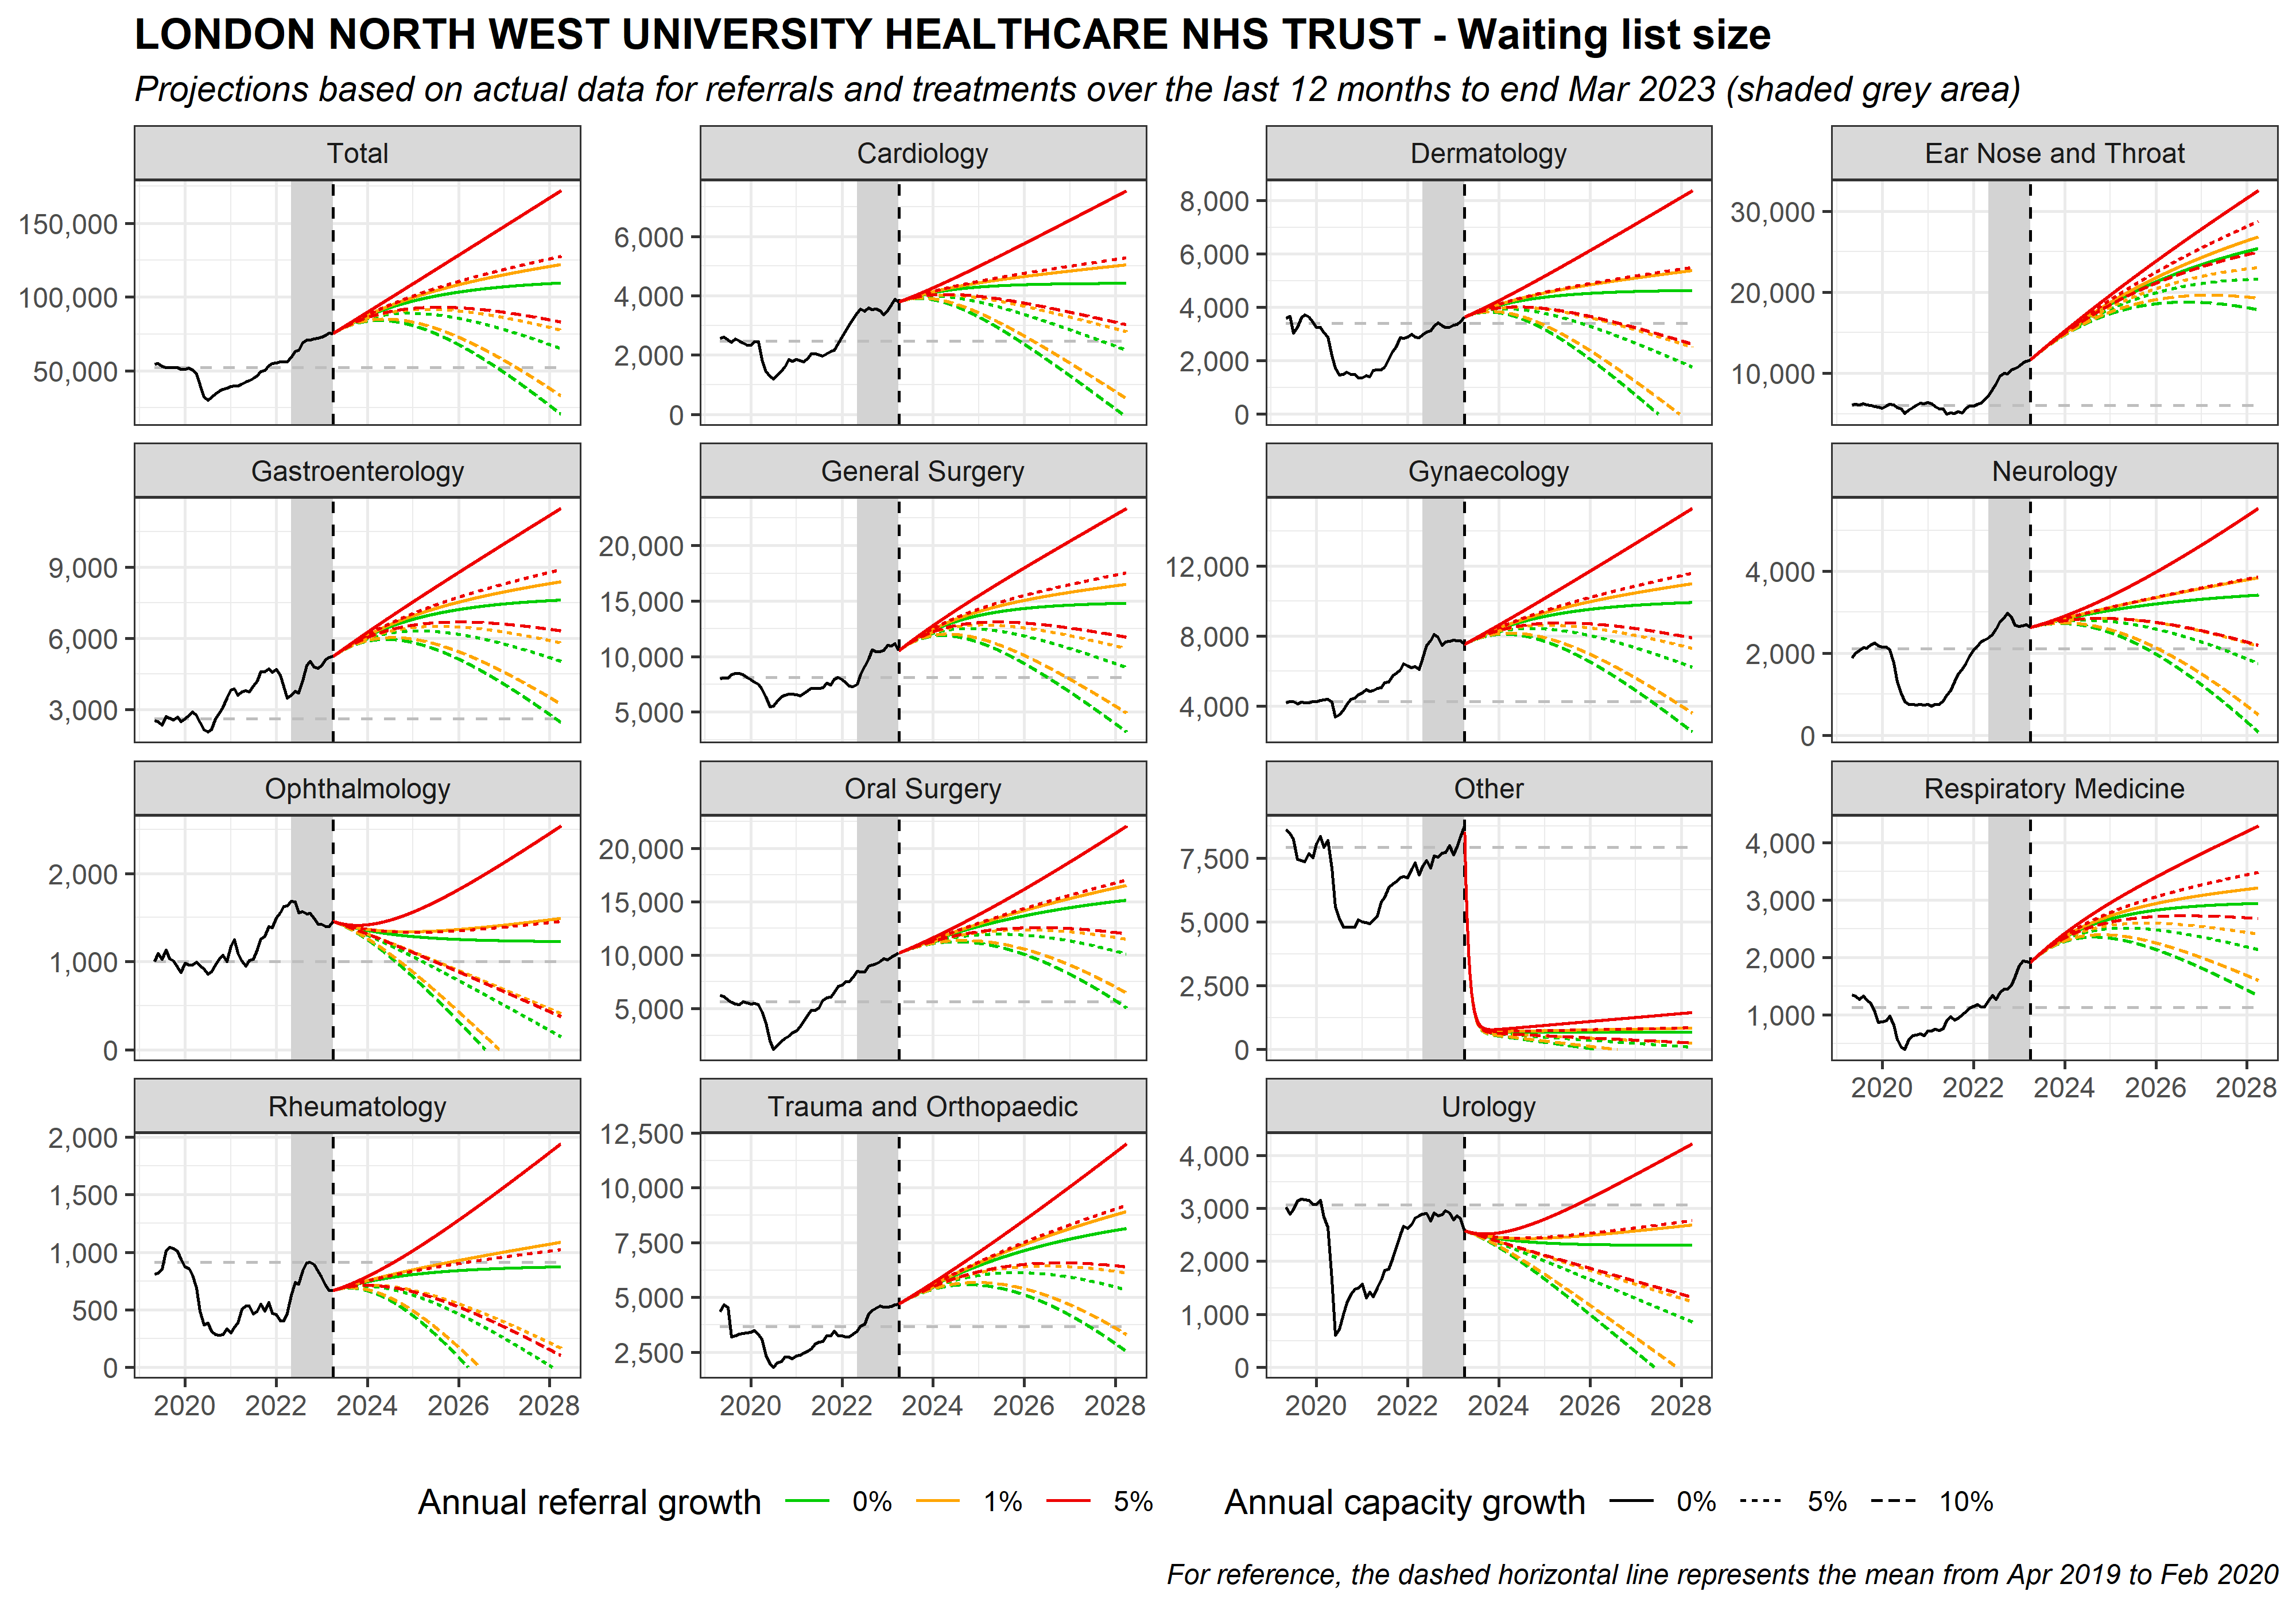 LONDON NORTH WEST UNIVERSITY HEALTHCARE NHS TRUST - Waiting list size
Projections based on actual data for referrals and treatments over the last 12 months to end Mar 2023 (shaded grey area)
Total
150,000
100,000
50,000
Cardiology
6,000
4,000
2,000
0
Dermatology
8,000
6,000
4,000
2,000
0
Ear Nose and Throat
30,000
20,000
10,000
Gastroenterology
9,000
6,000
3,000
General Surgery
20,000
15,000
10,000
5,000
Gynaecology
12,000
8,000
4,000
Neurology
4,000
2,000
0
Ophthalmology
2,000
1,000
0
Oral Surgery
20,000
15,000
10,000
5,000
Other
7,500
5,000
2,500
0
Respiratory Medicine
4,000
3,000
2,000
1,000
2020 2022 2024 2026 2028
Rheumatology
2,000
1,500
1,000
500
0
2020 2022 2024 2026 2028
Trauma and Orthopaedic
12,500
10,000
7,500
5,000
2,500
2020 2022 2024 2026 2028
Urology
4,000
3,000
2,000
1,000
0
2020 2022 2024 2026 2028
Annual referral growth 0% 1% 5% Annual capacity growth 0% 5% 10%
For reference, the dashed horizontal line represents the mean from Apr 2019 to Feb 2020